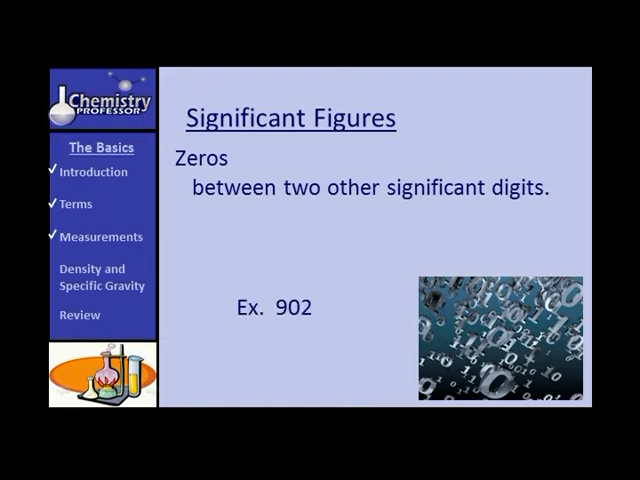 Chemistry
PROFESSOR
The Basics
Introduction
Terms
Measurements
Density and
Specific Gravity
Review
Significant Figures
Zeros
between two other significant digits.
Ex. 902